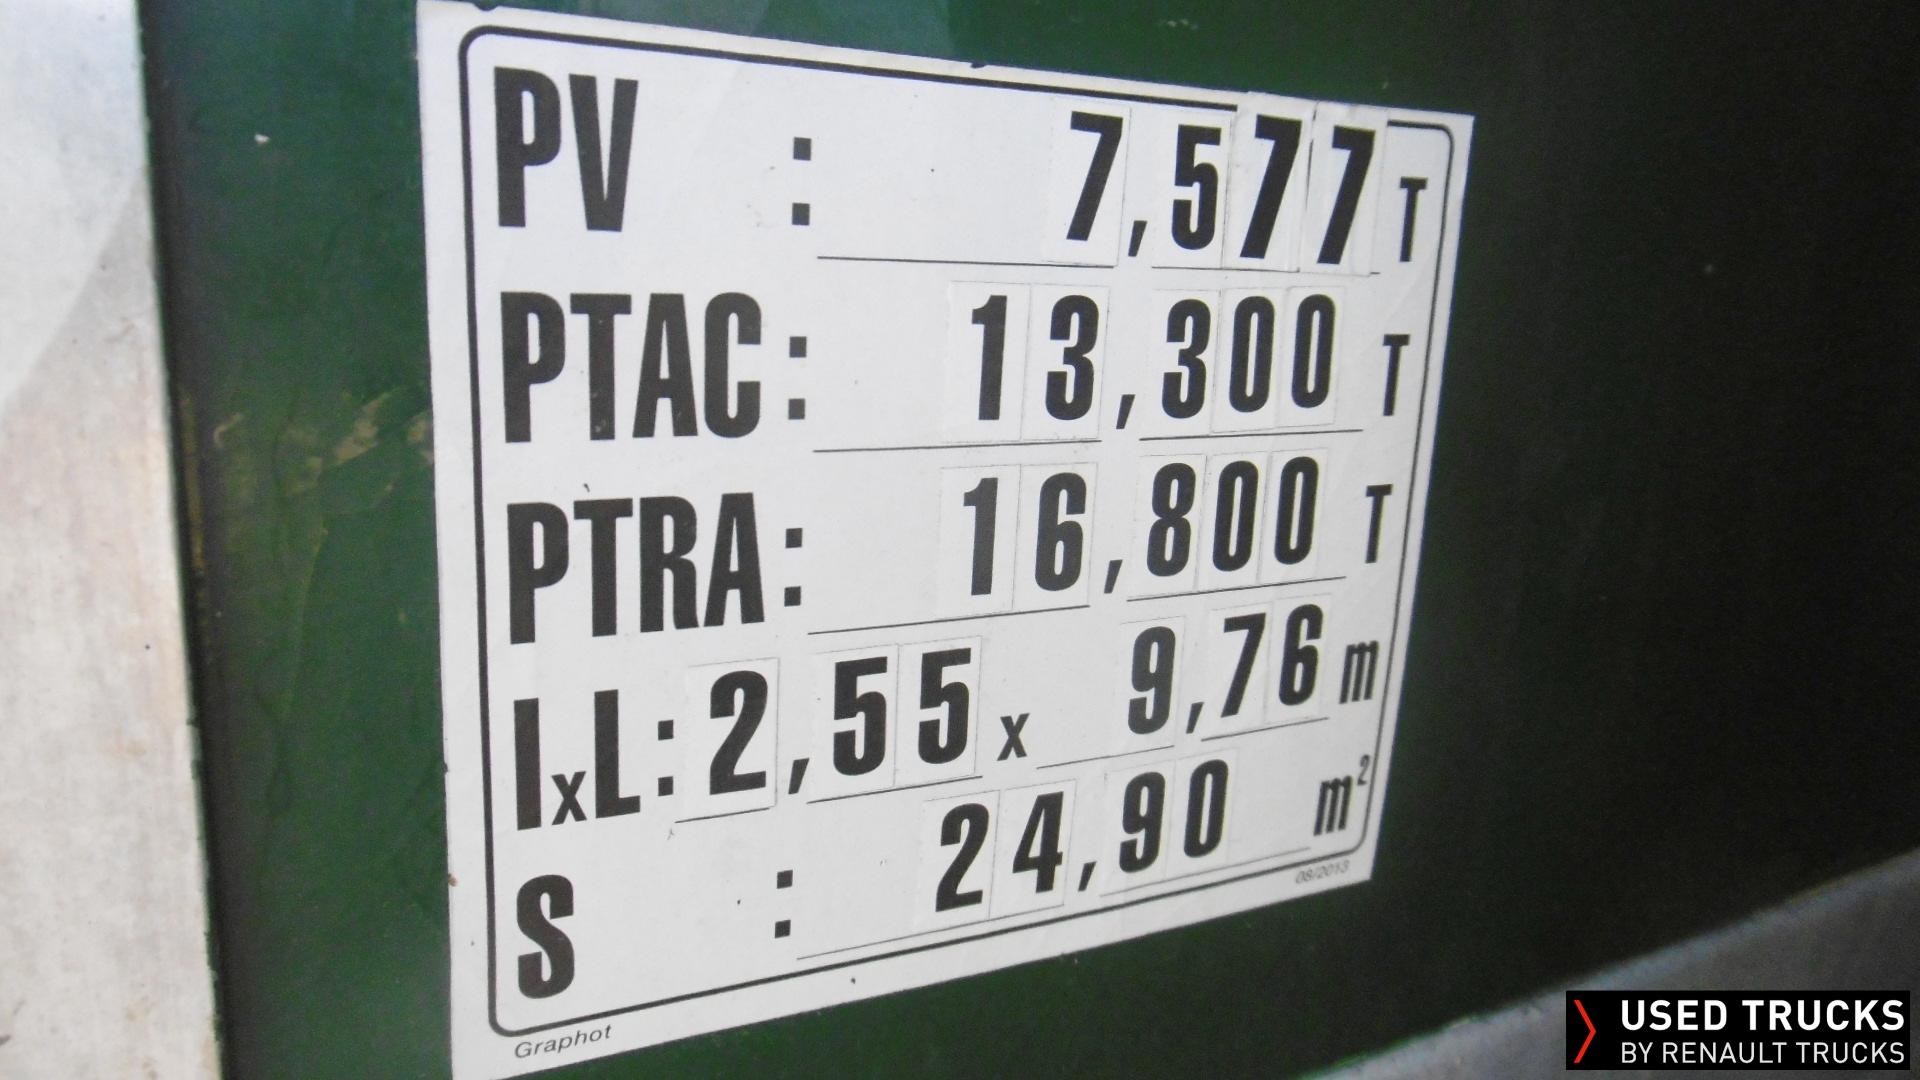 PV : 7,577 T
PTAC : 13,300 T
PTRA : 16,800 T
lxL : 2,55 x 9,76 m
S : 24,90 m²
08/2013
Graphot
USED TRUCKS
BY RENAULT TRUCKS